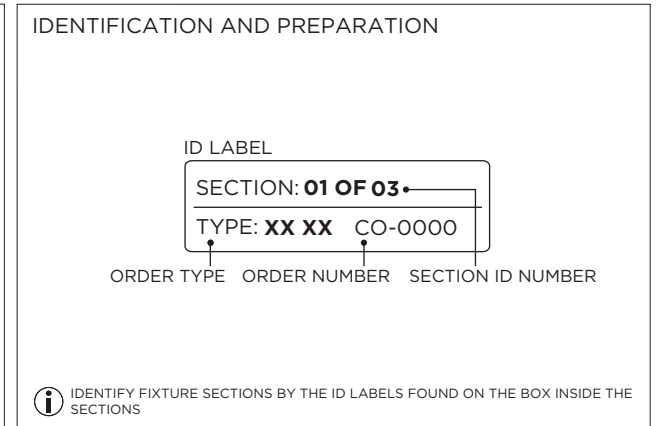 IDENTIFICATION AND PREPARATION
ID LABEL
SECTION: 01 OF 03
TYPE: XX XX CO-0000
ORDER TYPE ORDER NUMBER SECTION ID NUMBER
IDENTIFY FIXTURE SECTIONS BY THE ID LABELS FOUND ON THE BOX INSIDE THE
SECTIONS